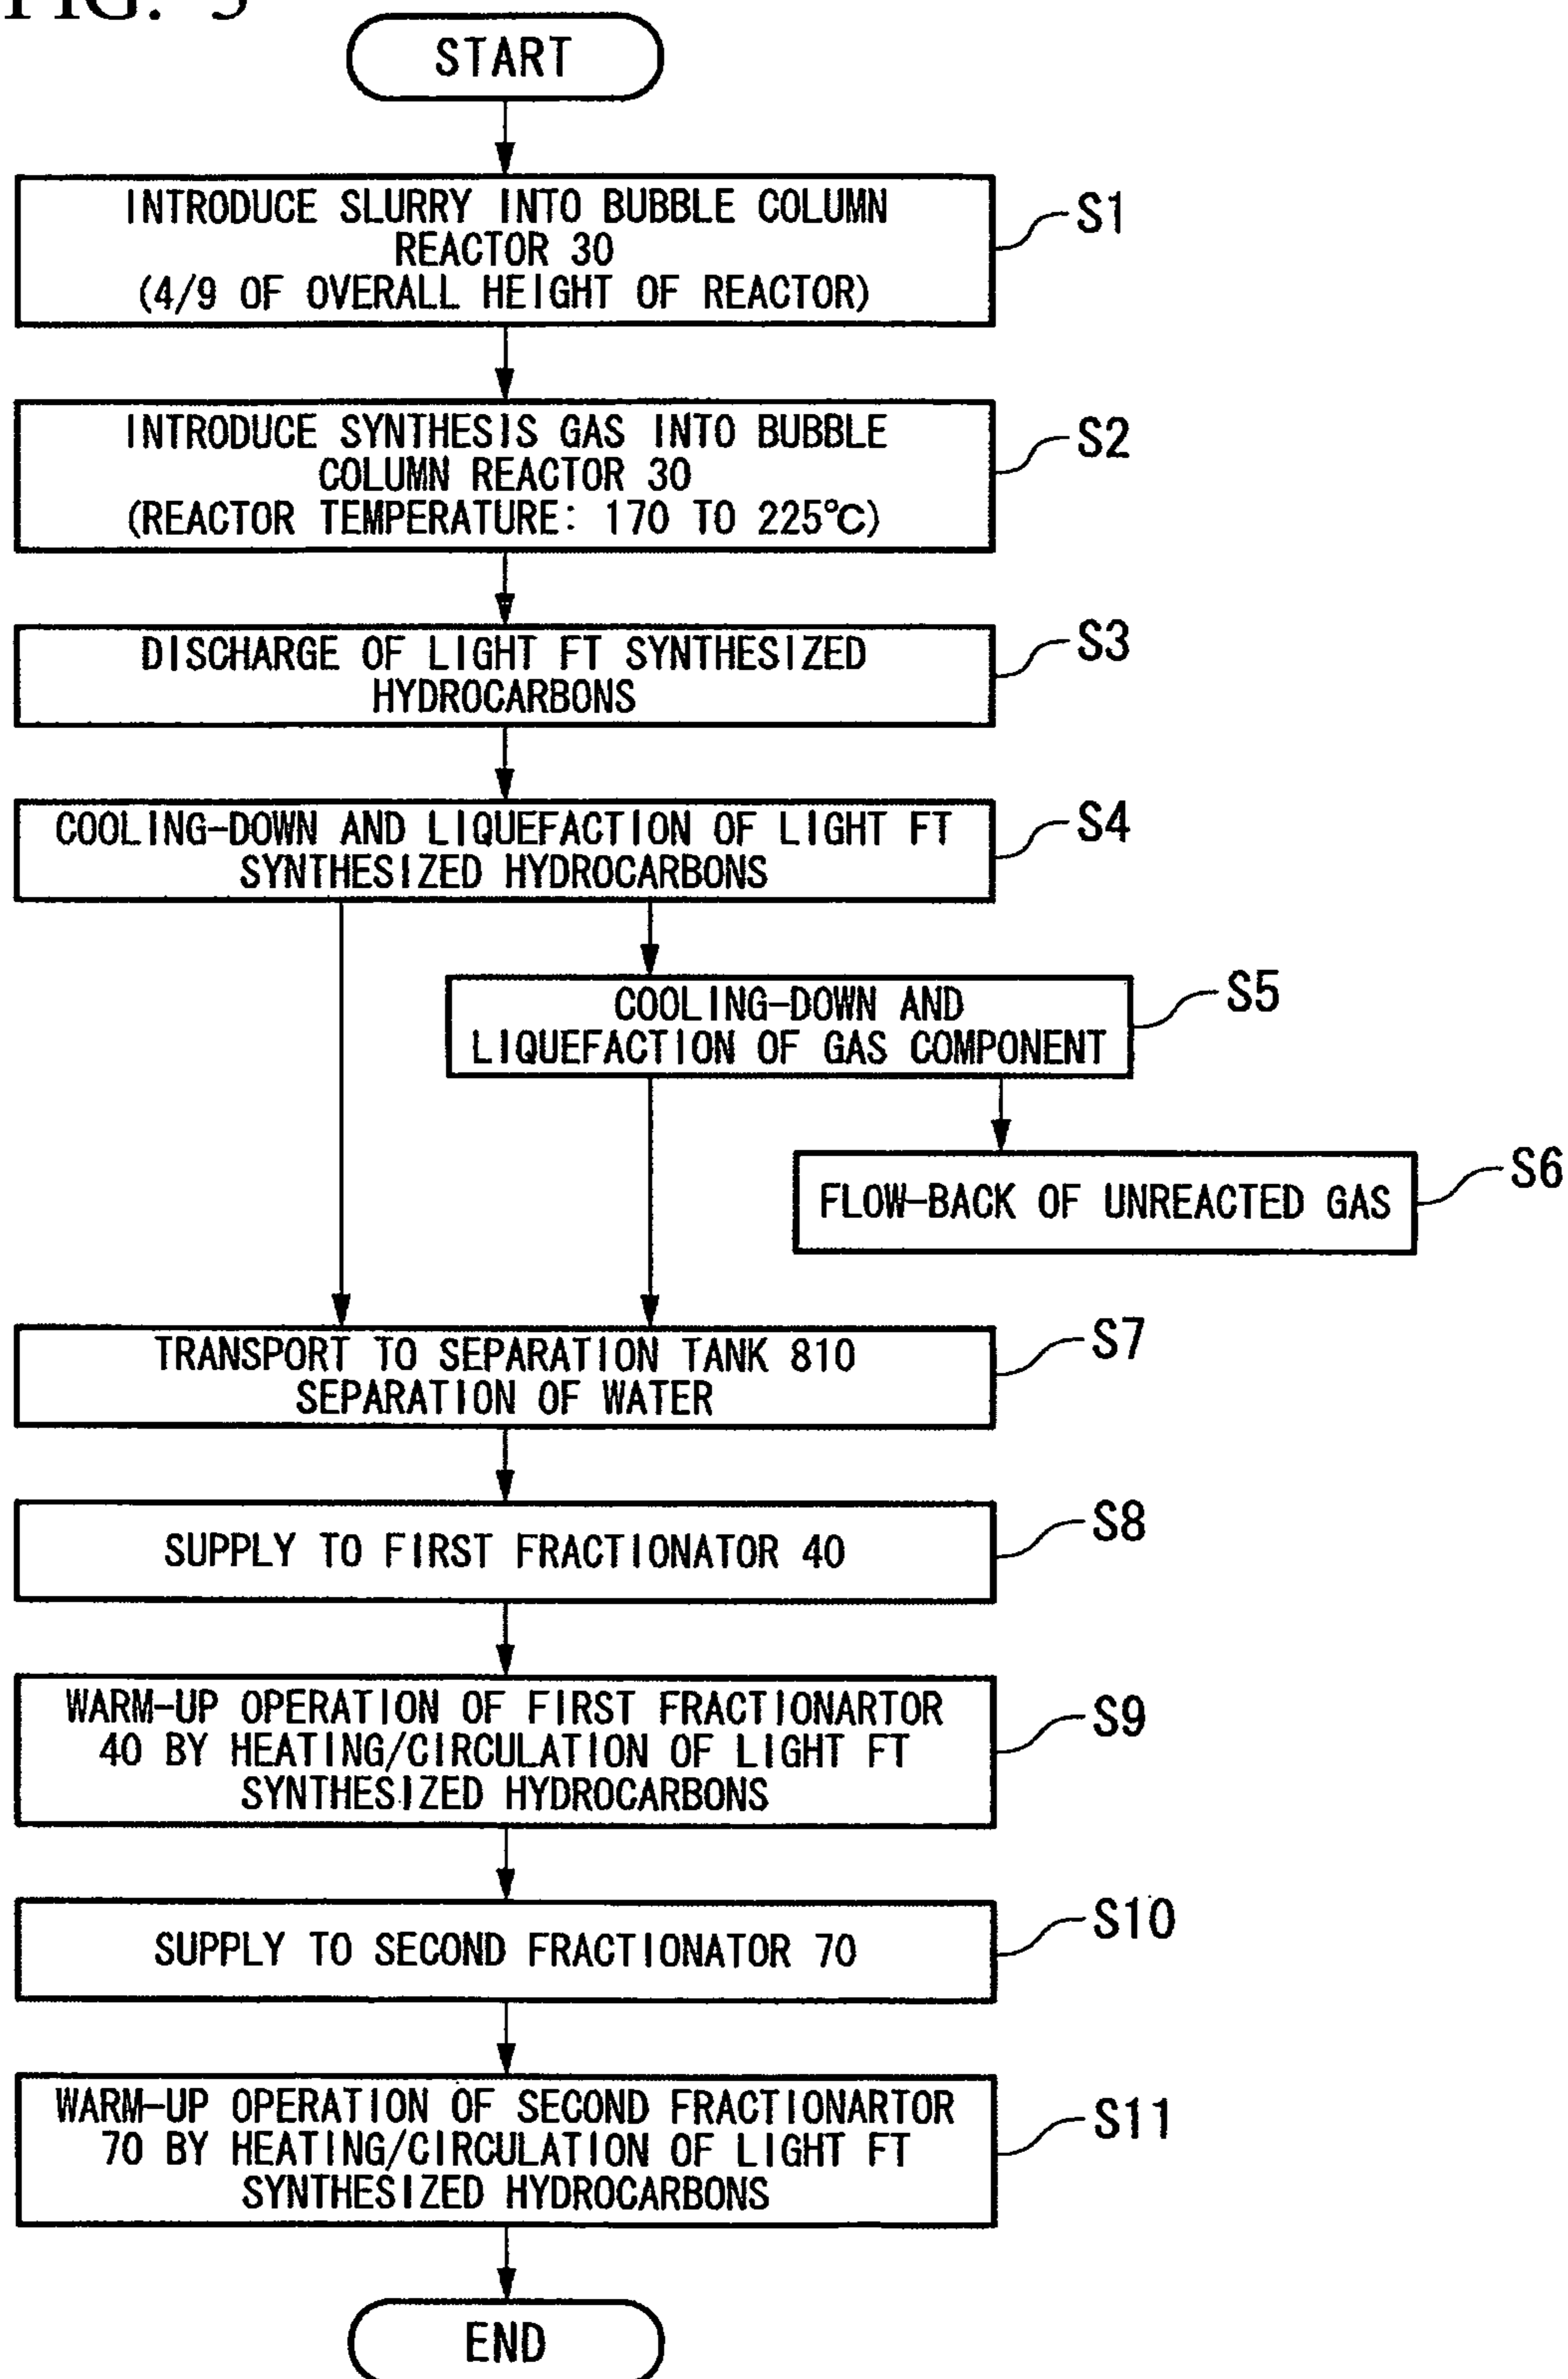 FIG. 3
START
INTRODUCE SLURRY INTO BUBBLE COLUMN
REACTOR 30
(4/9 OF OVERALL HEIGHT OF REACTOR)
S1
INTRODUCE SYNTHESIS GAS INTO BUBBLE
COLUMN REACTOR 30
(REACTOR TEMPERATURE: 170 TO 225℃)
S2
DISCHARGE OF LIGHT FT SYNTHESIZED
HYDROCARBONS
S3
COOLING-DOWN AND LIQUEFACTION OF LIGHT FT
SYNTHESIZED HYDROCARBONS
S4
COOLING-DOWN AND
LIQUEFACTION OF GAS COMPONENT
S5
FLOW-BACK OF UNREACTED GAS
S6
TRANSPORT TO SEPARATION TANK 810
SEPARATION OF WATER
S7
SUPPLY TO FIRST FRACTIONATOR 40
S8
WARM-UP OPERATION OF FIRST FRACTIONARTOR
40 BY HEATING/CIRCULATION OF LIGHT FT
SYNTHESIZED HYDROCARBONS
S9
SUPPLY TO SECOND FRACTIONATOR 70
S10
WARM-UP OPERATION OF SECOND FRACTIONARTOR
70 BY HEATING/CIRCULATION OF LIGHT FT
SYNTHESIZED HYDROCARBONS
S11
END